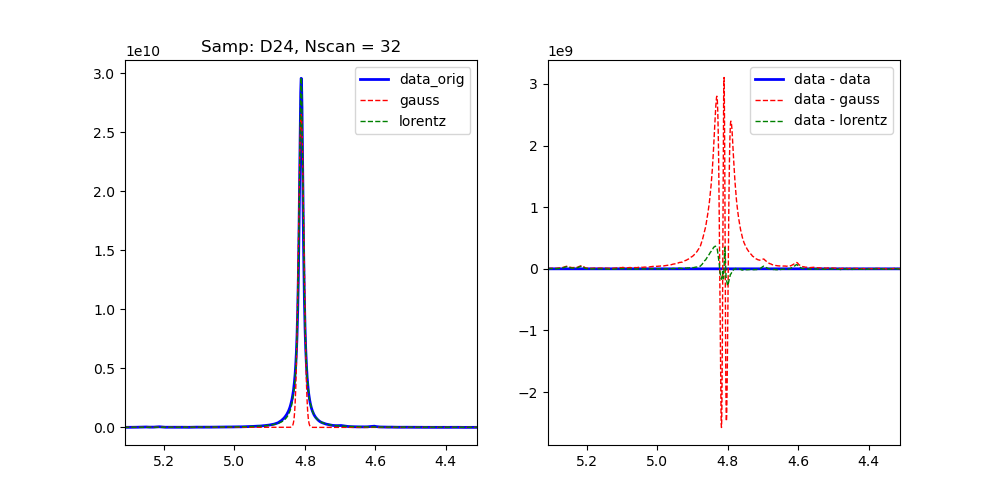 Samp: D24, Nscan = 32
1e10
3.0
2.5
2.0
1.5
1.0
0.5
0.0
5.2 5.0 4.8 4.6 4.4
data_orig
gauss
lorentz
1e9
3
2
1
0
−1
−2
5.2 5.0 4.8 4.6 4.4
data - data
data - gauss
data - lorentz